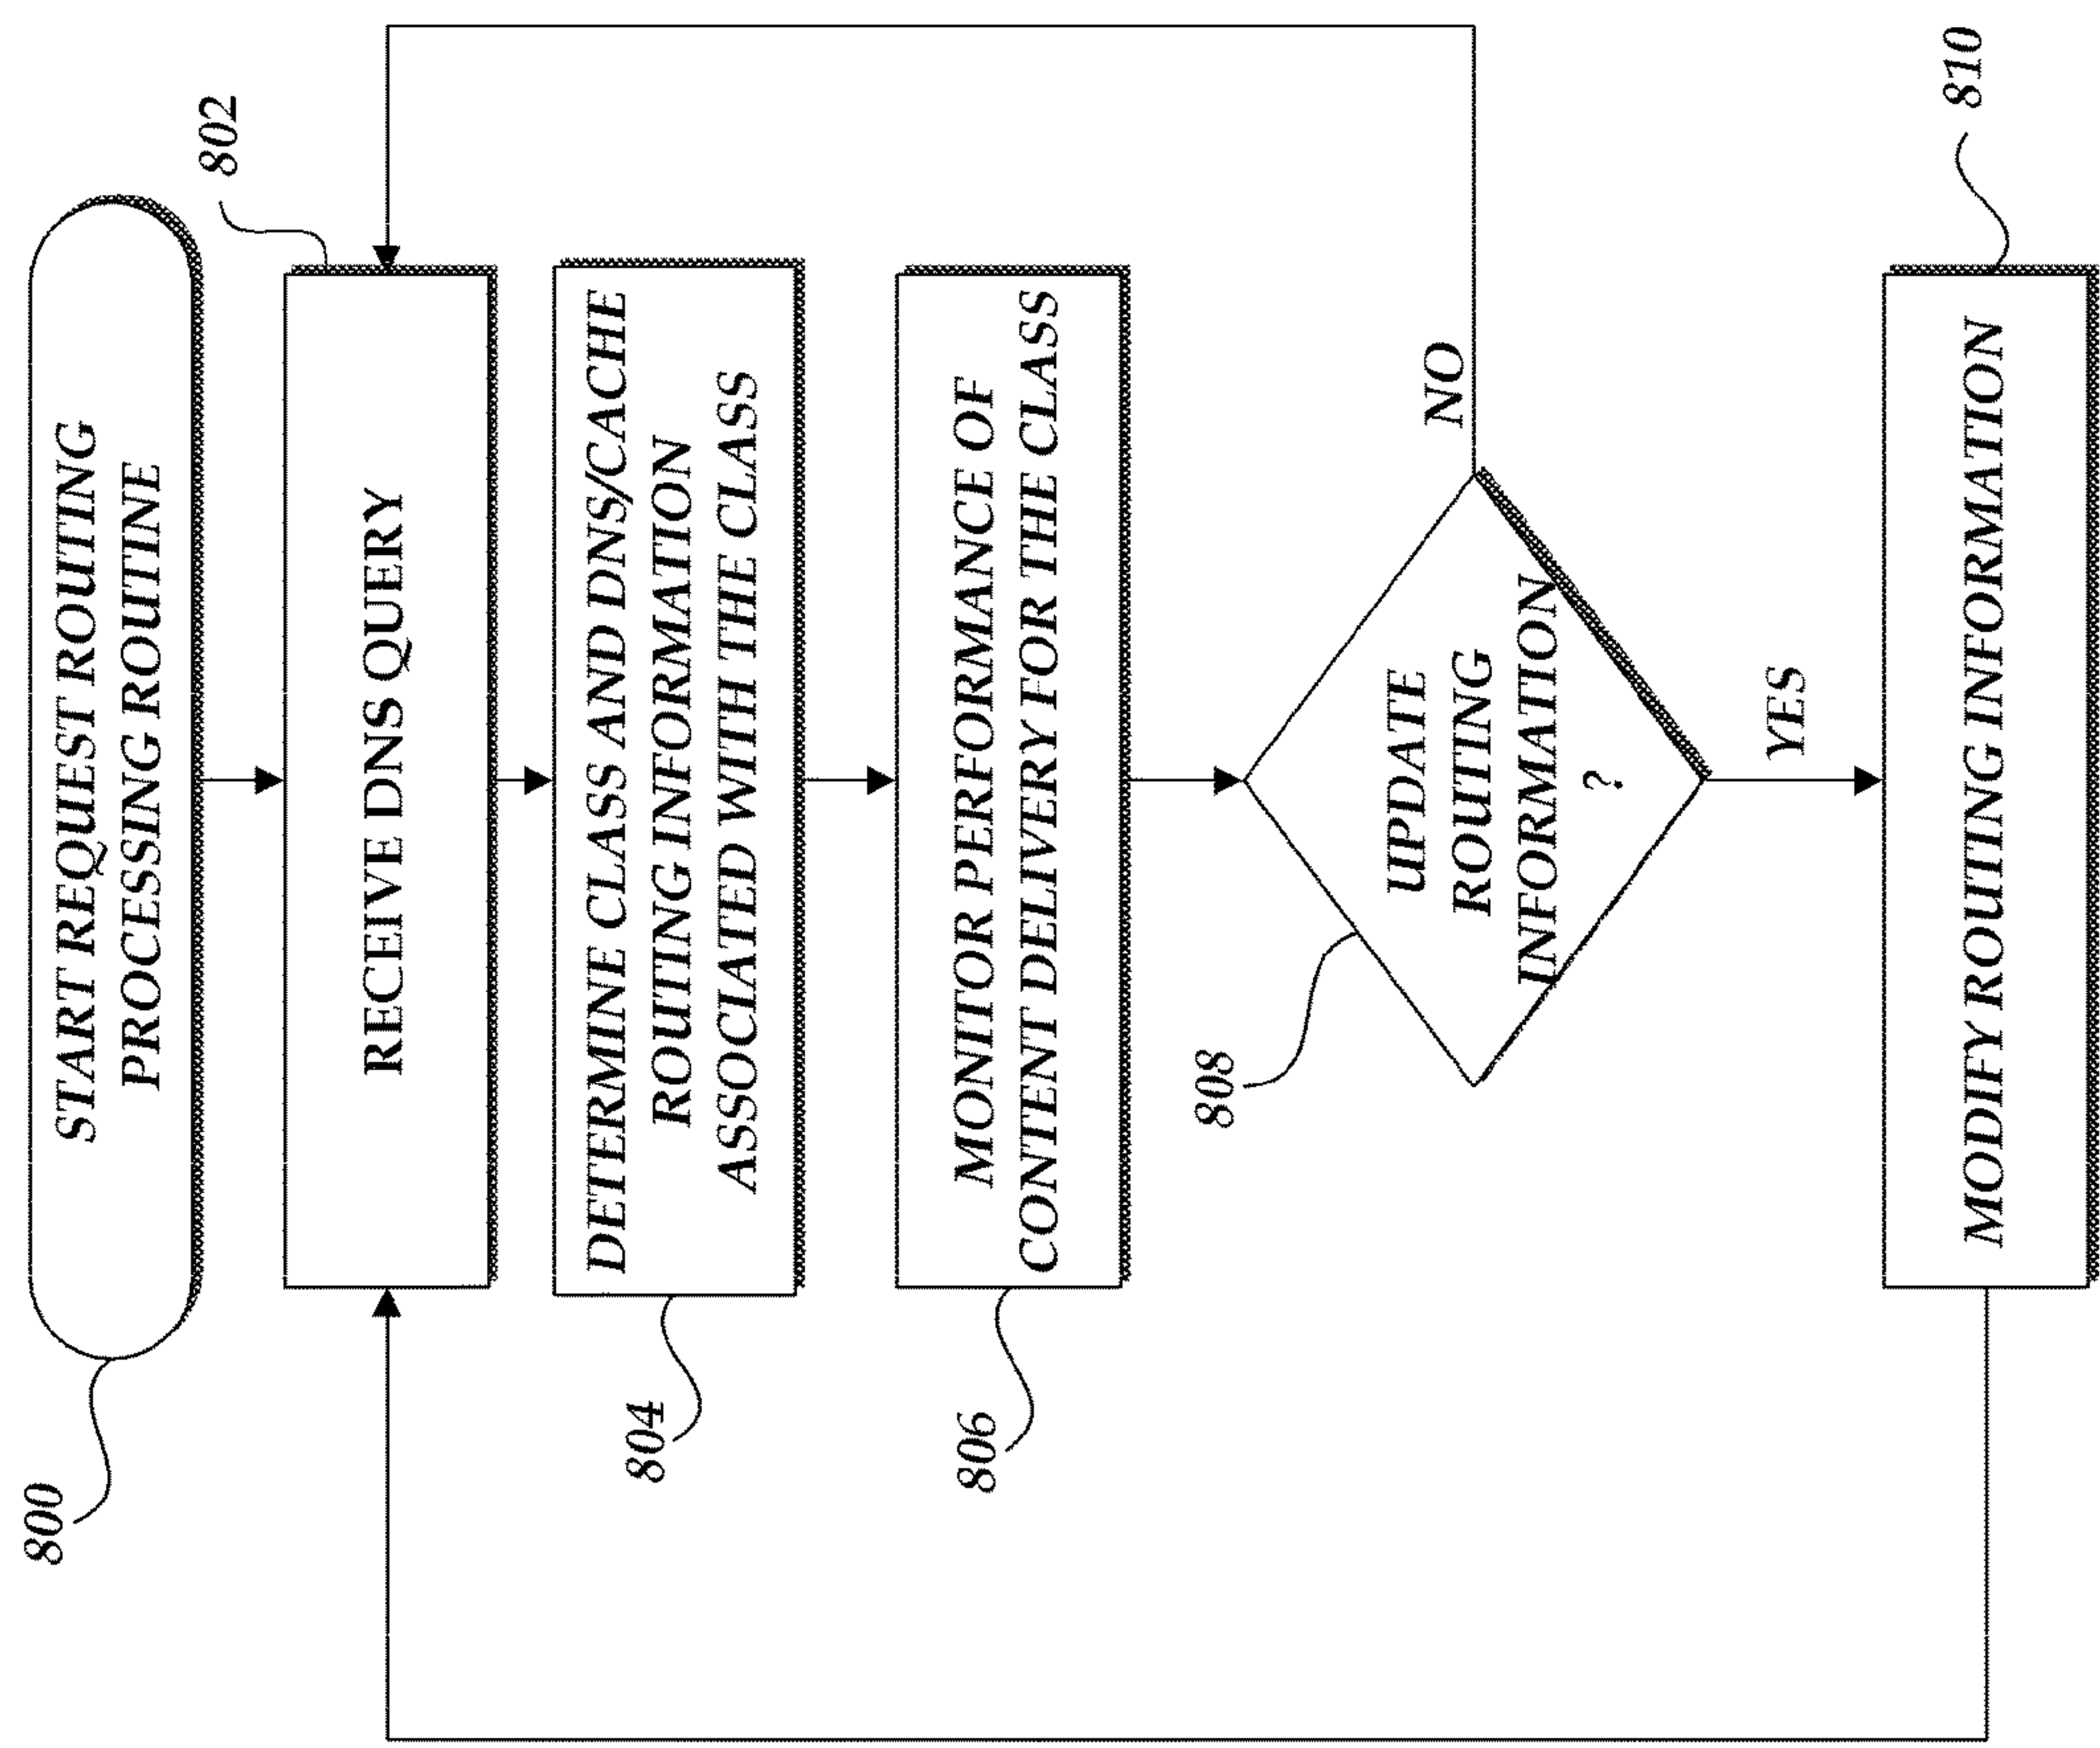 800
START REQUEST ROUTING
PROCESSING ROUTINE
802
RECEIVE DNS QUERY
804
DETERMINE CLASS AND DNS/CACHE
ROUTING INFORMATION
ASSOCIATED WITH THE CLASS
806
MONITOR PERFORMANCE OF
CONTENT DELIVERY FOR THE CLASS
808
UPDATE
ROUTING
INFORMATION
?
NO
YES
810
MODIFY ROUTING INFORMATION